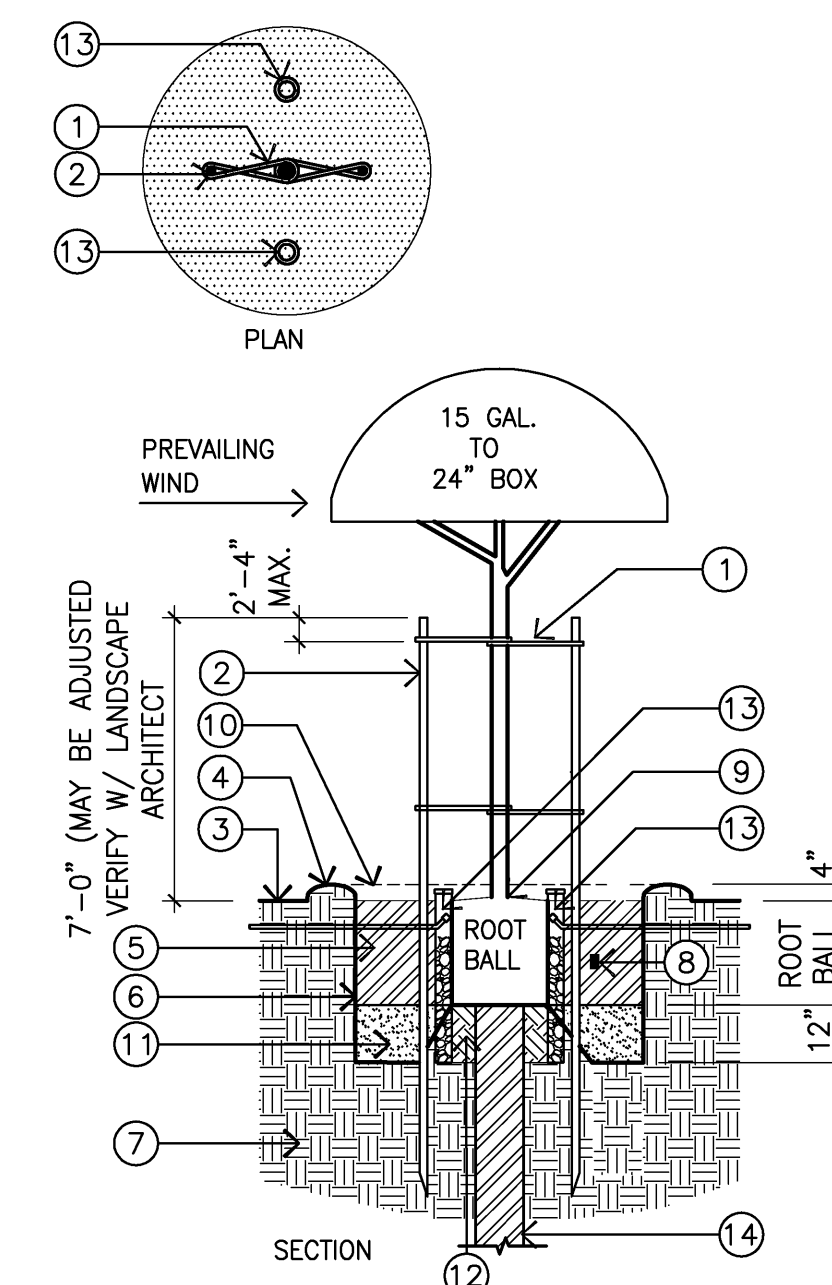 13
1
2
13
PLAN
15 GAL.
TO
24" BOX
PREVAILING
WIND
2'-4"
MAX.
7'-0" (MAY BE ADJUSTED
VERIFY W/ LANDSCAPE
ARCHITECT
1
2
10
4
3
13
9
13
4"
ROOT
BALL
5
6
11
ROOT
BALL
8
12"
7
SECTION
12
14